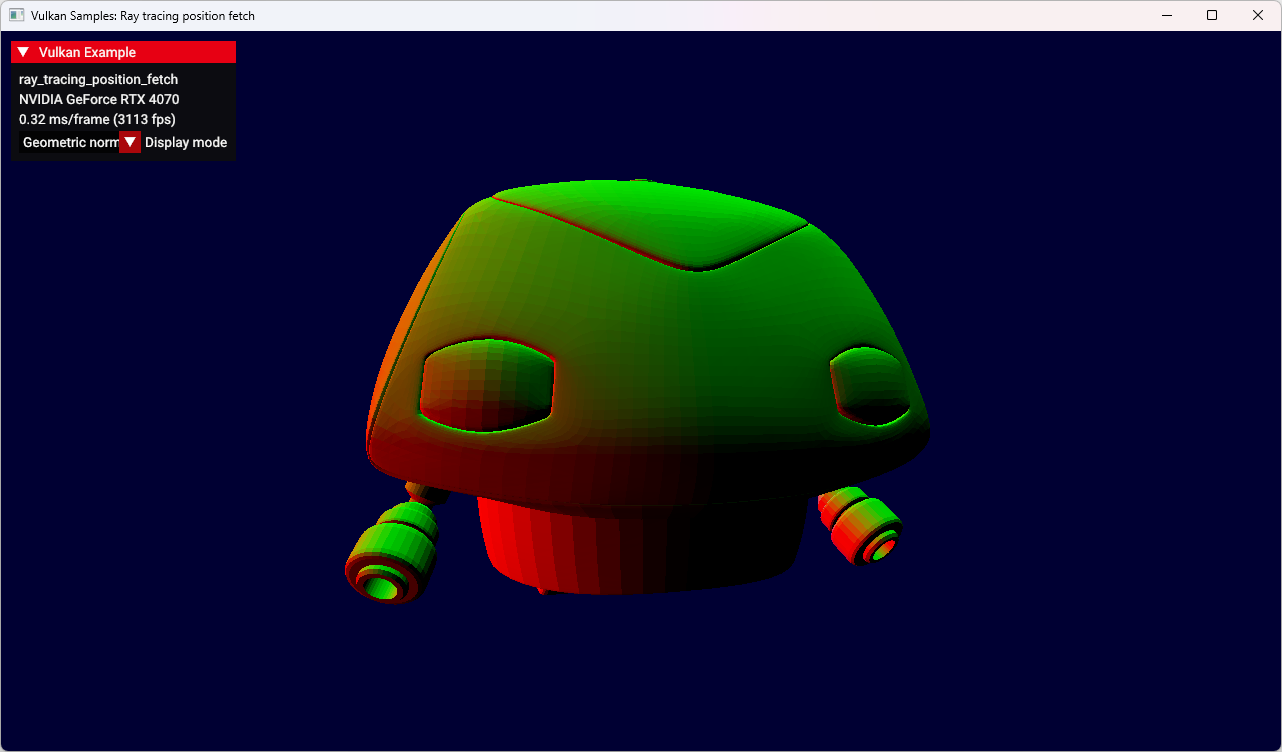 Vulkan Samples: Ray tracing position fetch
Vulkan Example
ray_tracing_position_fetch
NVIDIA GeForce RTX 4070
0.32 ms/frame (3113 fps)
Geometric norm Display mode